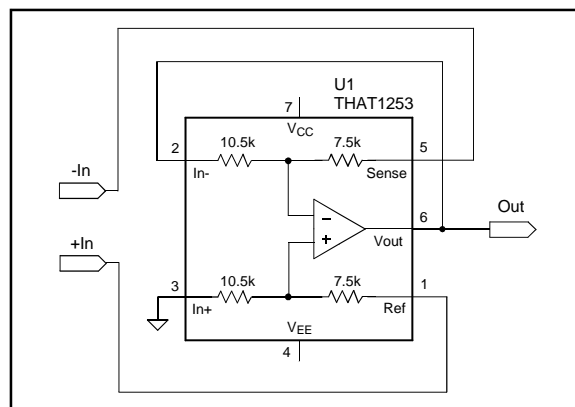 U1
THAT1253
7
VCC
10.5k
7.5k
2
5
In-
Sense
-In
−
6
Out
Vout
+In
+
10.5k
7.5k
3
1
In+
Ref
VEE
4